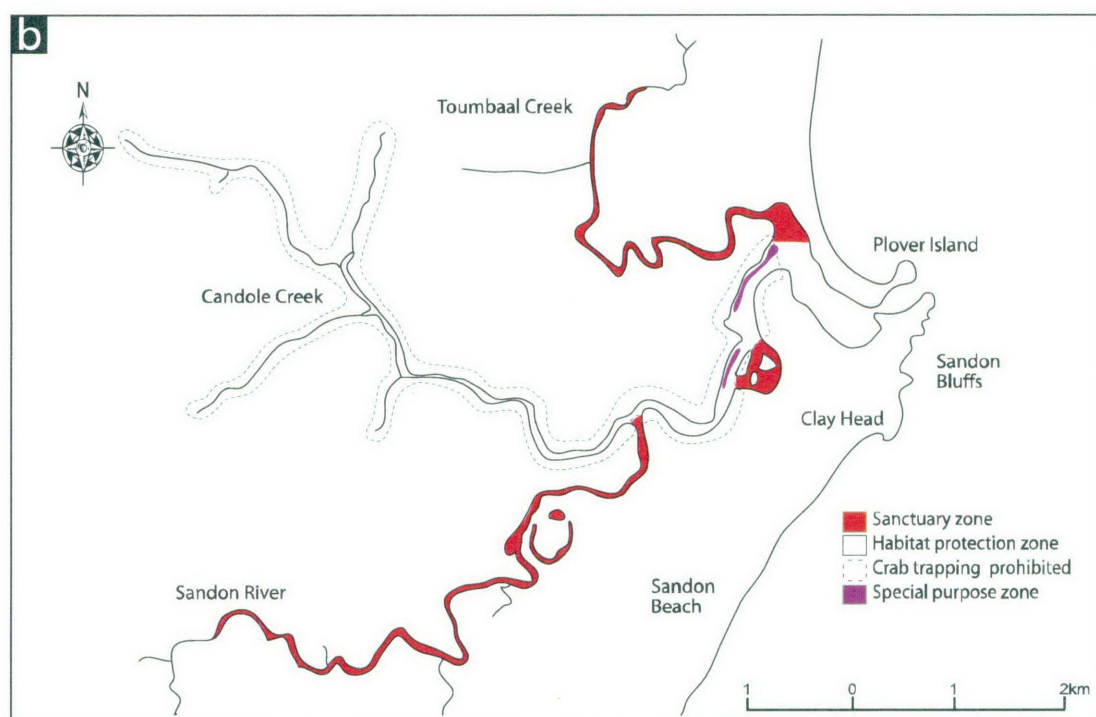 b
N
Toumbaal Creek
Plover Island
Candole Creek
Sandon
Bluffs
Clay Head
Sanctuary zone
Habitat protection zone
Crab trapping prohibited
Special purpose zone
Sandon River
Sandon
Beach
1 0 1 2km